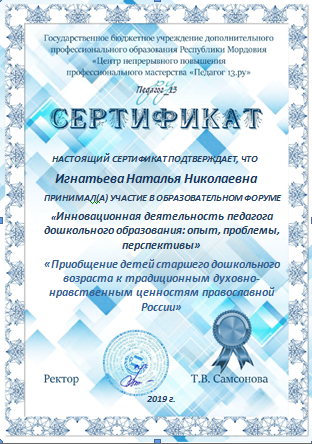 Государственное бюджетное учреждение дополнительного
профессионального образования Республики Мордовия
«Центр непрерывного повышения
профессионального мастерства «Педагог 13.ру»
Педагог 13
СЕРТИФИКАТ
НАСТОЯЩИЙ СЕРТИФИКАТ ПОДТВЕРЖДАЕТ, ЧТО
Игнатьева Наталья Николаевна
ПРИНИМАЛ(А) УЧАСТИЕ В ОБРАЗОВАТЕЛЬНОМ ФОРУМЕ
«Инновационная деятельность педагога
дошкольного образования: опыт, проблемы,
перспективы»
«Приобщение детей старшего дошкольного
возраста к традиционным духовно-
нравственным ценностям православной
России»
Ректор
Т.В. Самсонова
2019 г.